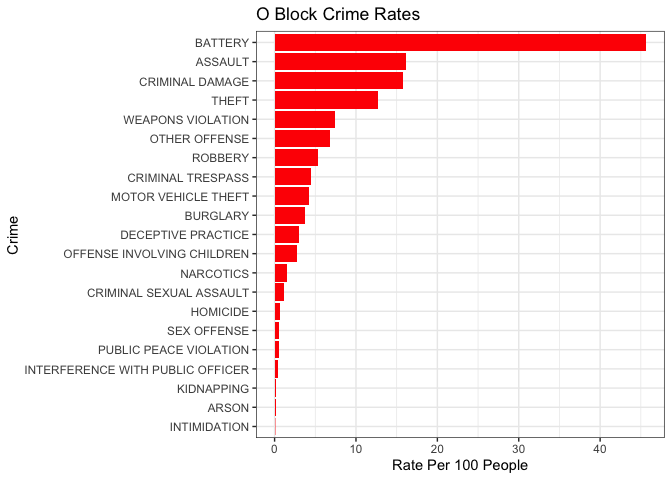 O Block Crime Rates
Crime
BATTERY
ASSAULT
CRIMINAL DAMAGE
THEFT
WEAPONS VIOLATION
OTHER OFFENSE
ROBBERY
CRIMINAL TRESPASS
MOTOR VEHICLE THEFT
BURGLARY
DECEPTIVE PRACTICE
OFFENSE INVOLVING CHILDREN
NARCOTICS
CRIMINAL SEXUAL ASSAULT
HOMICIDE
SEX OFFENSE
PUBLIC PEACE VIOLATION
INTERFERENCE WITH PUBLIC OFFICER
KIDNAPPING
ARSON
INTIMIDATION
0 10 20 30 40
Rate Per 100 People